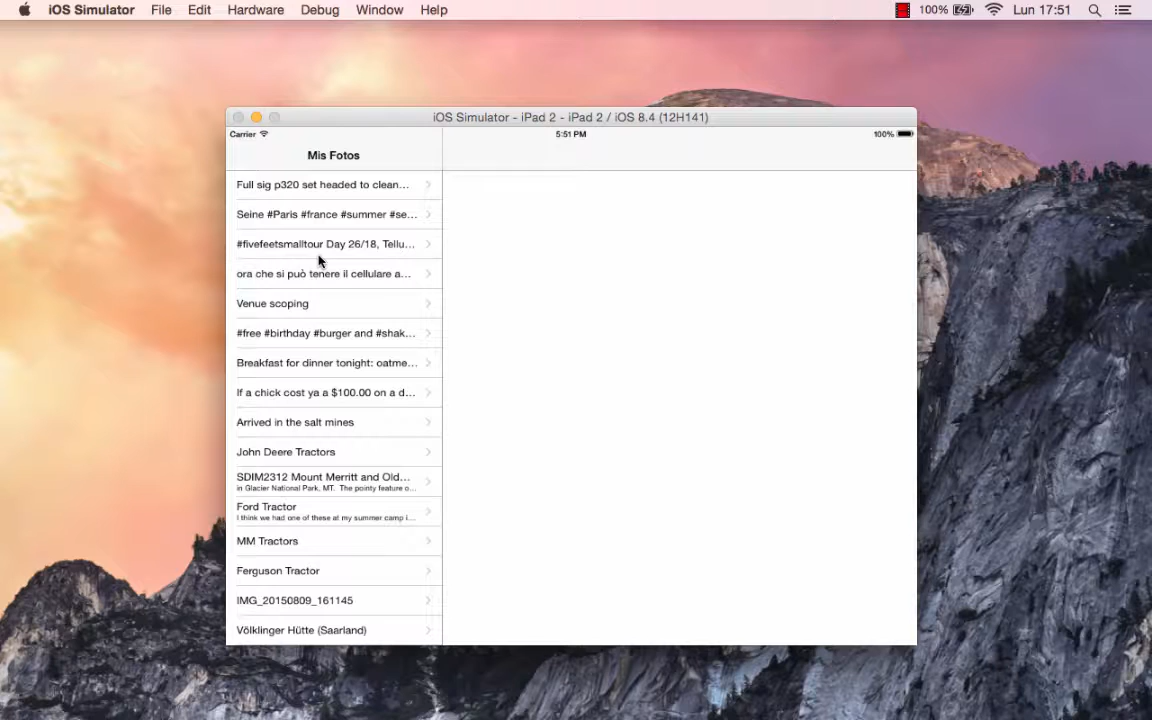 iOS Simulator File Edit Hardware Debug Window Help 100% Lun 17:51
iOS Simulator - iPad 2 - iPad 2 / iOS 8.4 (12H141)
Carrier 5:51 PM 100%
Mis Fotos
Full sig p320 set headed to clean...
Seine #Paris #france #summer #se...
#fivefeetsmalltour Day 26/18, Tellu...
ora che si può tenere il cellulare a...
Venue scoping
#free #birthday #burger and #shak...
Breakfast for dinner tonight: oatme...
If a chick cost ya a $100.00 on a d...
Arrived in the salt mines
John Deere Tractors
SDIM2312 Mount Merritt and Old...
in Glacier National Park, MT. The pointy feature o...
Ford Tractor
I think we had one of these at my summer camp i...
MM Tractors
Ferguson Tractor
IMG_20150809_161145
Völklinger Hütte (Saarland)